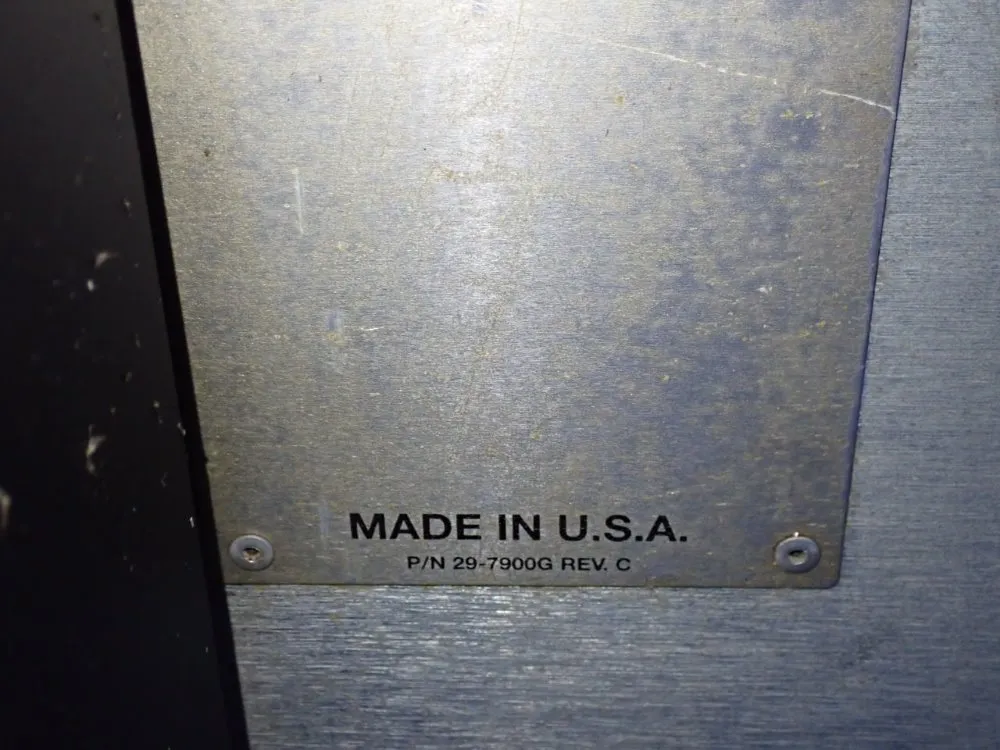 MADE IN U.S.A.
P/N 29-7900G REV. C